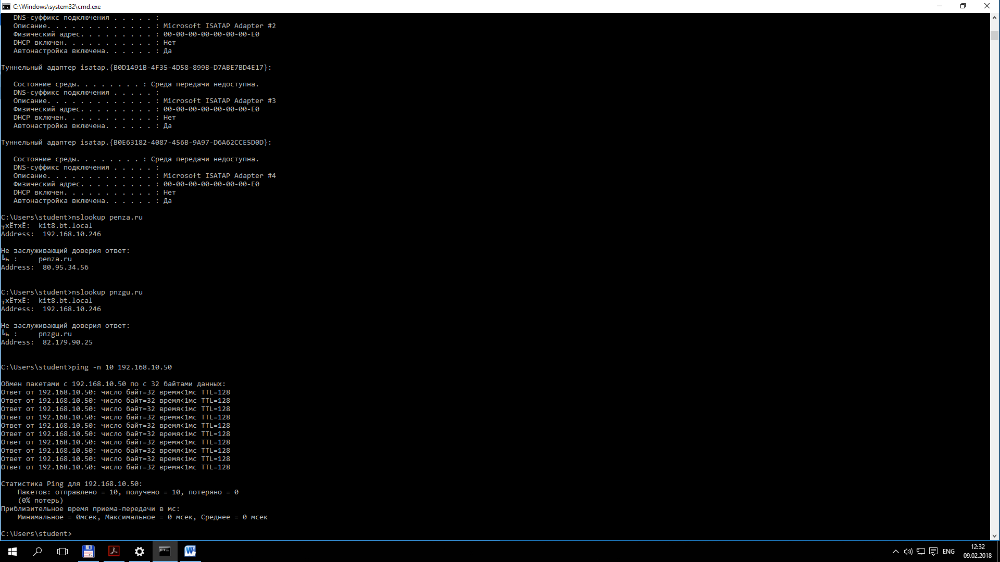 C:\Windows\system32\cmd.exe
DNS-суффикс подключения . . . . . :
Описание. . . . . . . . . . . . . : Microsoft ISATAP Adapter #2
Физический адрес. . . . . . . . . : 00-00-00-00-00-00-00-E0
DHCP включен. . . . . . . . . . . : Нет
Автонастройка включена. . . . . . : Да
Туннельный адаптер isatap.{B0D1491B-4F35-4D58-899B-D7ABE7BD4E17}:
Состояние среды. . . . . . . . : Среда передачи недоступна.
DNS-суффикс подключения . . . . . :
Описание. . . . . . . . . . . . . : Microsoft ISATAP Adapter #3
Физический адрес. . . . . . . . . : 00-00-00-00-00-00-00-E0
DHCP включен. . . . . . . . . . . : Нет
Автонастройка включена. . . . . . : Да
Туннельный адаптер isatap.{B0E63182-4087-456B-9A97-D6A62CCE5D0D}:
Состояние среды. . . . . . . . : Среда передачи недоступна.
DNS-суффикс подключения . . . . . :
Описание. . . . . . . . . . . . . : Microsoft ISATAP Adapter #4
Физический адрес. . . . . . . . . : 00-00-00-00-00-00-00-E0
DHCP включен. . . . . . . . . . . : Нет
Автонастройка включена. . . . . . : Да
C:\Users\student>nslookup penza.ru
╤хЁтхЁ:  kit8.bt.local
Address:  192.168.10.246
Не заслуживающий доверия ответ:
╚ь :     penza.ru
Address:  80.95.34.56
C:\Users\student>nslookup pnzgu.ru
╤хЁтхЁ:  kit8.bt.local
Address:  192.168.10.246
Не заслуживающий доверия ответ:
╚ь :     pnzgu.ru
Address:  82.179.90.25
C:\Users\student>ping -n 10 192.168.10.50
Обмен пакетами с 192.168.10.50 по с 32 байтами данных:
Ответ от 192.168.10.50: число байт=32 время<1мс TTL=128
Ответ от 192.168.10.50: число байт=32 время<1мс TTL=128
Ответ от 192.168.10.50: число байт=32 время<1мс TTL=128
Ответ от 192.168.10.50: число байт=32 время<1мс TTL=128
Ответ от 192.168.10.50: число байт=32 время<1мс TTL=128
Ответ от 192.168.10.50: число байт=32 время<1мс TTL=128
Ответ от 192.168.10.50: число байт=32 время<1мс TTL=128
Ответ от 192.168.10.50: число байт=32 время<1мс TTL=128
Ответ от 192.168.10.50: число байт=32 время<1мс TTL=128
Ответ от 192.168.10.50: число байт=32 время<1мс TTL=128
Статистика Ping для 192.168.10.50:
Пакетов: отправлено = 10, получено = 10, потеряно = 0
(0% потерь)
Приблизительное время приема-передачи в мс:
Минимальное = 0мсек, Максимальное = 0 мсек, Среднее = 0 мсек
C:\Users\student>
ENG
12:32
09.02.2018